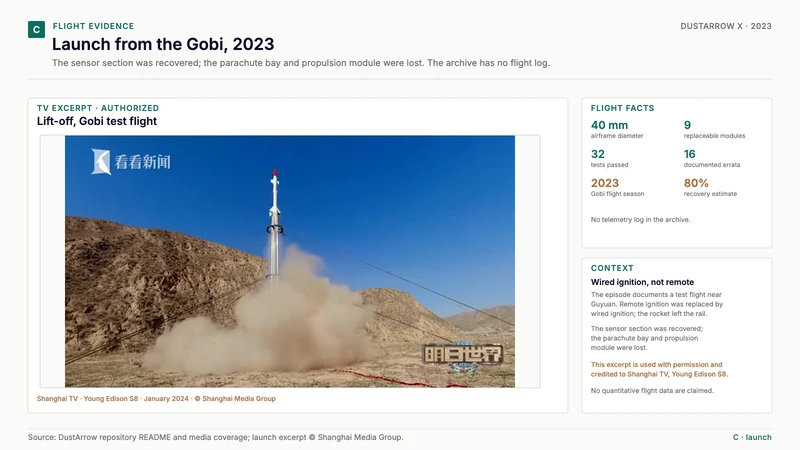 C
FLIGHT EVIDENCE
DUSTARROW X · 2023
Launch from the Gobi, 2023
The sensor section was recovered; the parachute bay and propulsion module were lost. The archive has no flight log.
TV EXCERPT · AUTHORIZED
Lift-off, Gobi test flight
看看新闻
明日世界
Shanghai TV · Young Edison S8 · January 2024 · © Shanghai Media Group
FLIGHT FACTS
40 mm
airframe diameter
9
replaceable modules
32
tests passed
16
documented errata
2023
Gobi flight season
80%
recovery estimate
No telemetry log in the archive.
CONTEXT
Wired ignition, not remote
The episode documents a test flight near
Guyuan. Remote ignition was replaced by
wired ignition; the rocket left the rail.
The sensor section was recovered;
the parachute bay and propulsion
module were lost.
This excerpt is used with permission and
credited to Shanghai TV, Young Edison S8.
No quantitative flight data are claimed.
Source: DustArrow repository README and media coverage; launch excerpt © Shanghai Media Group.
C · launch